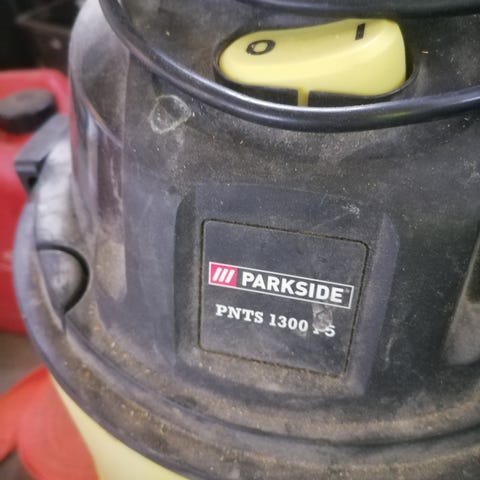 O I
PARKSIDE
PNTS 1300